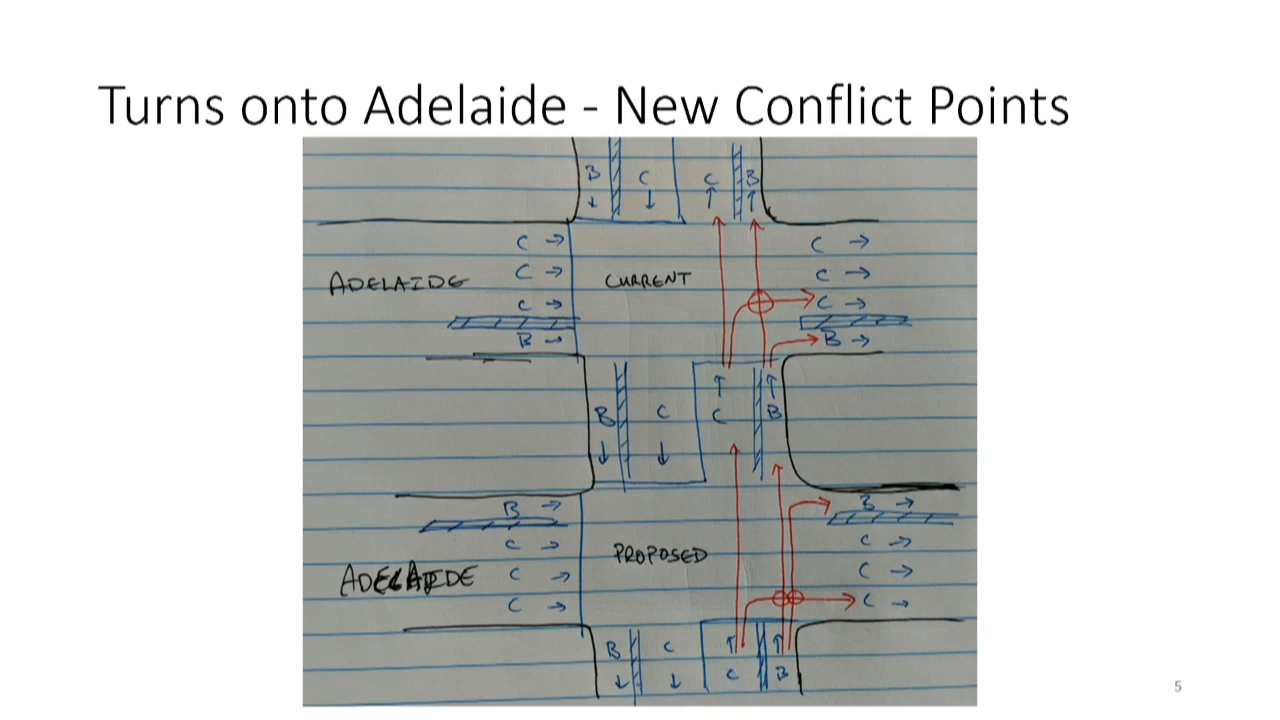 Turns onto Adelaide - New Conflict Points
B C C B
↓ ↓ ↑ ↑
C → C →
ADELAIDE C → CURRENT C →
C → C →
B → B →
↑ ↑
B C C B
↓ ↓
B → B →
C → PROPOSED C →
ADELAIDE C → C →
C → C →
B C ↑ ↑
↓ ↓ C B
5